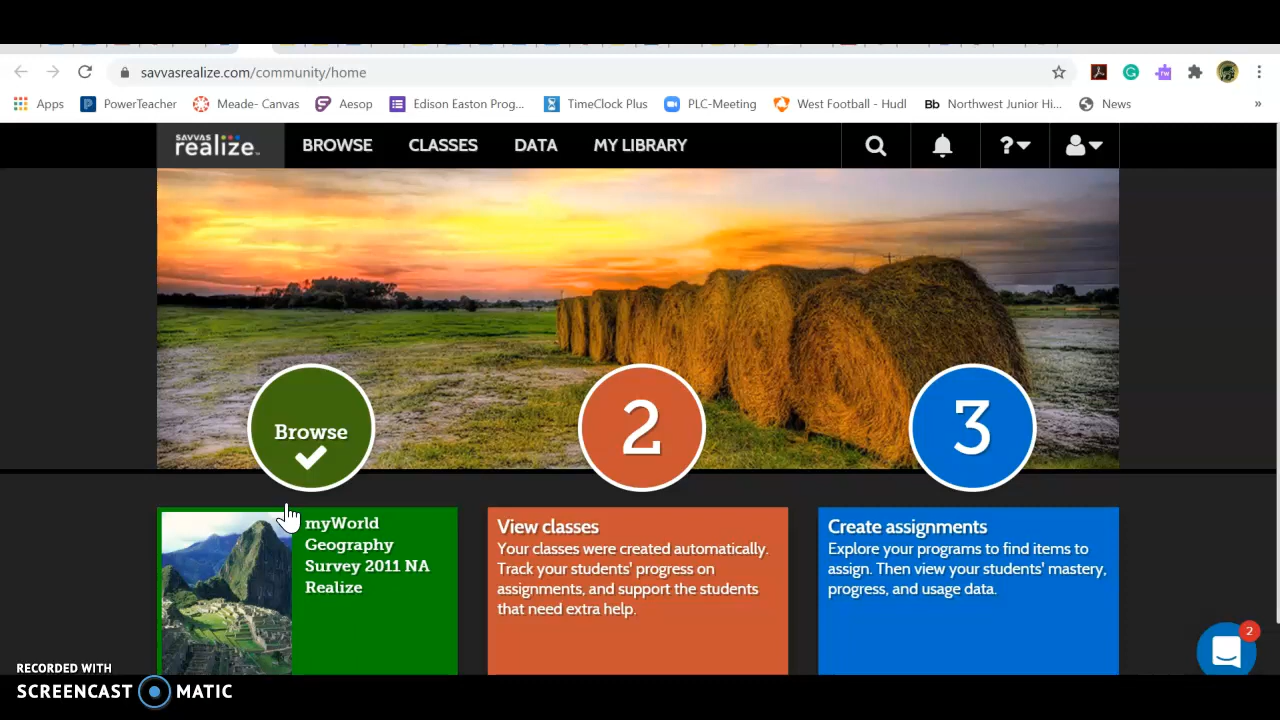 savvasrealize.com/community/home
Apps PowerTeacher Meade- Canvas Aesop Edison Easton Prog... TimeClock Plus PLC-Meeting West Football - Hudl Bb Northwest Junior Hi... News »
SAVVAS
realize™ BROWSE CLASSES DATA MY LIBRARY ?
Browse 2 3
myWorld
Geography
Survey 2011 NA
Realize
View classes
Your classes were created automatically.
Track your students' progress on
assignments, and support the students
that need extra help.
Create assignments
Explore your programs to find items to
assign. Then view your students' mastery,
progress, and usage data.
2
RECORDED WITH
SCREENCAST MATIC